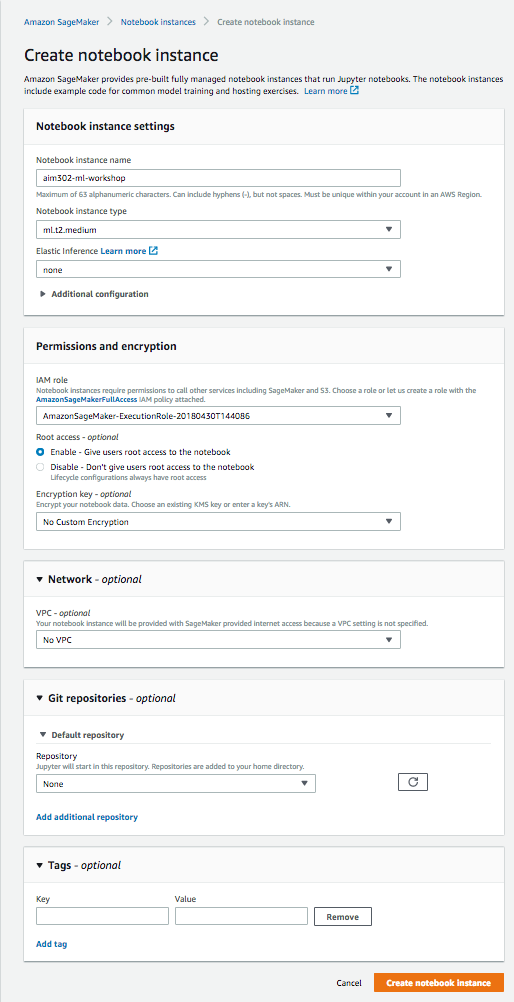 Amazon SageMaker > Notebook instances > Create notebook instance
Create notebook instance
Amazon SageMaker provides pre-built fully managed notebook instances that run Jupyter notebooks. The notebook instances
include example code for common model training and hosting exercises. Learn more
Notebook instance settings
Notebook instance name
aim302-ml-workshop
Maximum of 63 alphanumeric characters. Can include hyphens (-), but not spaces. Must be unique within your account in an AWS Region.
Notebook instance type
ml.t2.medium
Elastic Inference Learn more
none
Additional configuration
Permissions and encryption
IAM role
Notebook instances require permissions to call other services including SageMaker and S3. Choose a role or let us create a role with the
AmazonSageMakerFullAccess IAM policy attached.
AmazonSageMaker-ExecutionRole-20180430T144086
Root access - optional
Enable - Give users root access to the notebook
Disable - Don't give users root access to the notebook
Lifecycle configurations always have root access
Encryption key - optional
Encrypt your notebook data. Choose an existing KMS key or enter a key's ARN.
No Custom Encryption
Network - optional
VPC - optional
Your notebook instance will be provided with SageMaker provided internet access because a VPC setting is not specified.
No VPC
Git repositories - optional
Default repository
Repository
Jupyter will start in this repository. Repositories are added to your home directory.
None
Add additional repository
Tags - optional
Key Value
Remove
Add tag
Cancel Create notebook instance